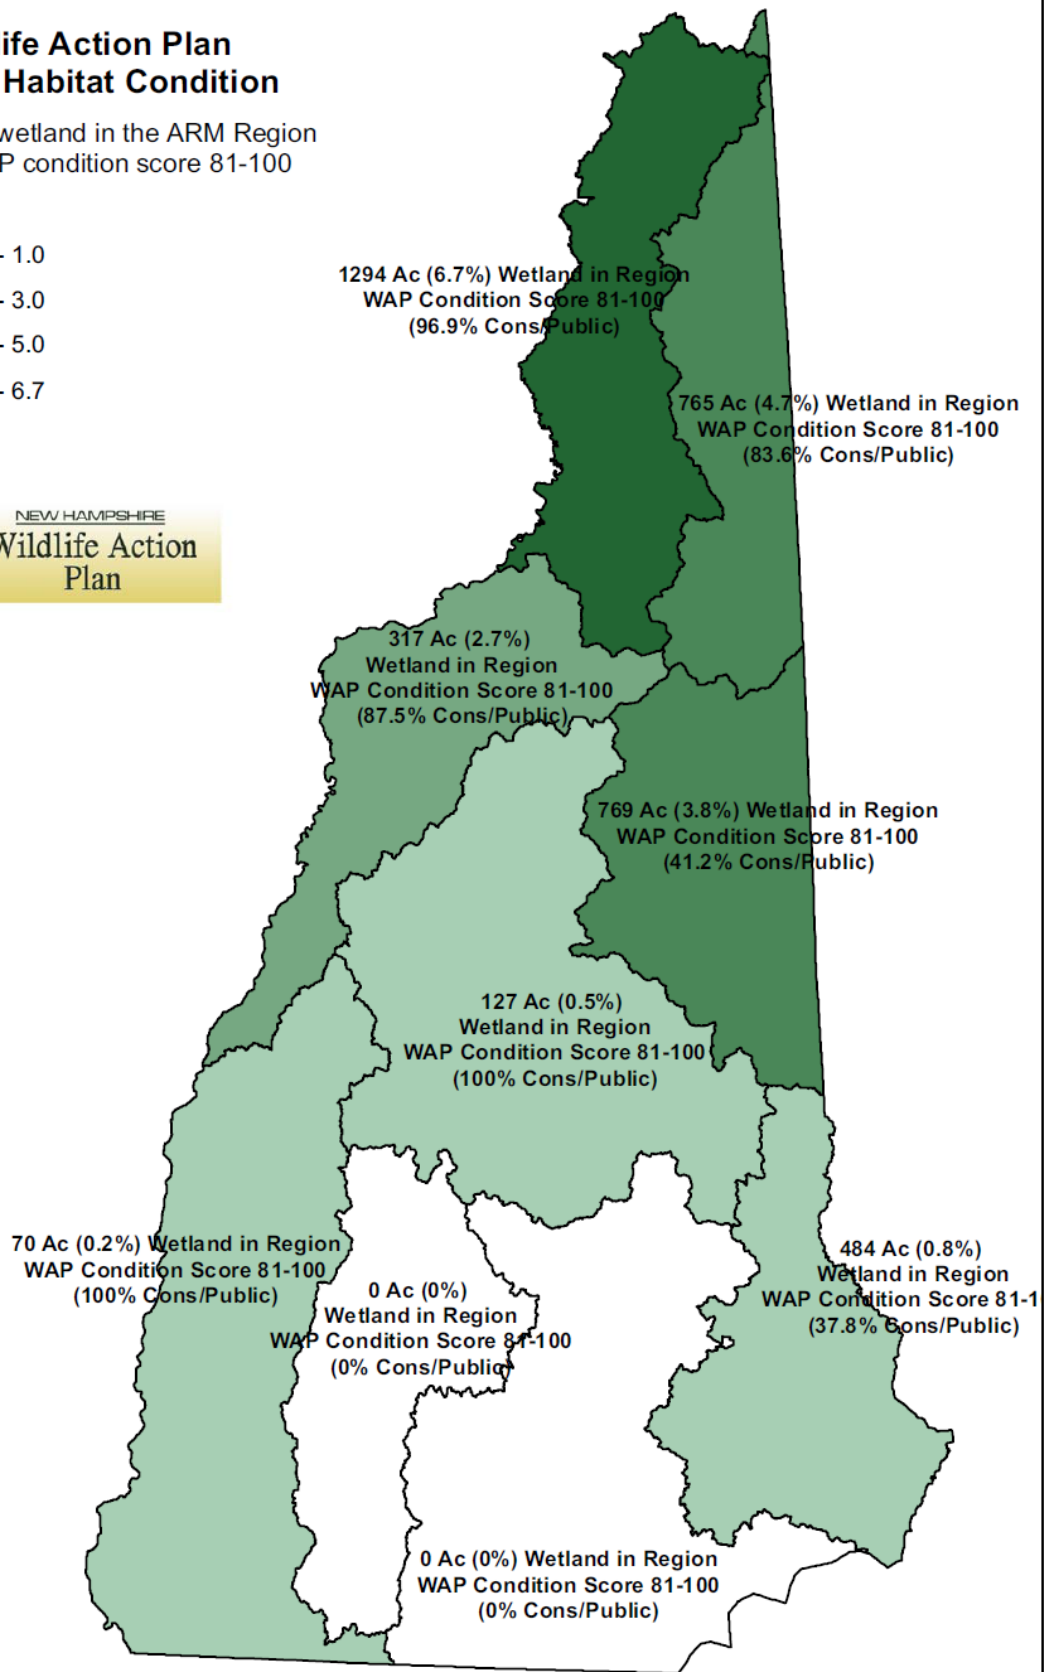 ife Action Plan
Habitat Condition
wetland in the ARM Region
P condition score 81-100
- 1.0
- 3.0
- 5.0
- 6.7
NEW HAMPSHIRE
Wildlife Action
Plan
1294 Ac (6.7%) Wetland in Region
WAP Condition Score 81-100
(96.9% Cons/Public)
765 Ac (4.7%) Wetland in Region
WAP Condition Score 81-100
(83.6% Cons/Public)
317 Ac (2.7%)
Wetland in Region
WAP Condition Score 81-100
(87.5% Cons/Public)
769 Ac (3.8%) Wetland in Region
WAP Condition Score 81-100
(41.2% Cons/Public)
127 Ac (0.5%)
Wetland in Region
WAP Condition Score 81-100
(100% Cons/Public)
70 Ac (0.2%) Wetland in Region
WAP Condition Score 81-100
(100% Cons/Public)
0 Ac (0%)
Wetland in Region
WAP Condition Score 81-100
(0% Cons/Public)
484 Ac (0.8%)
Wetland in Region
WAP Condition Score 81-1
(37.8% Cons/Public)
0 Ac (0%) Wetland in Region
WAP Condition Score 81-100
(0% Cons/Public)